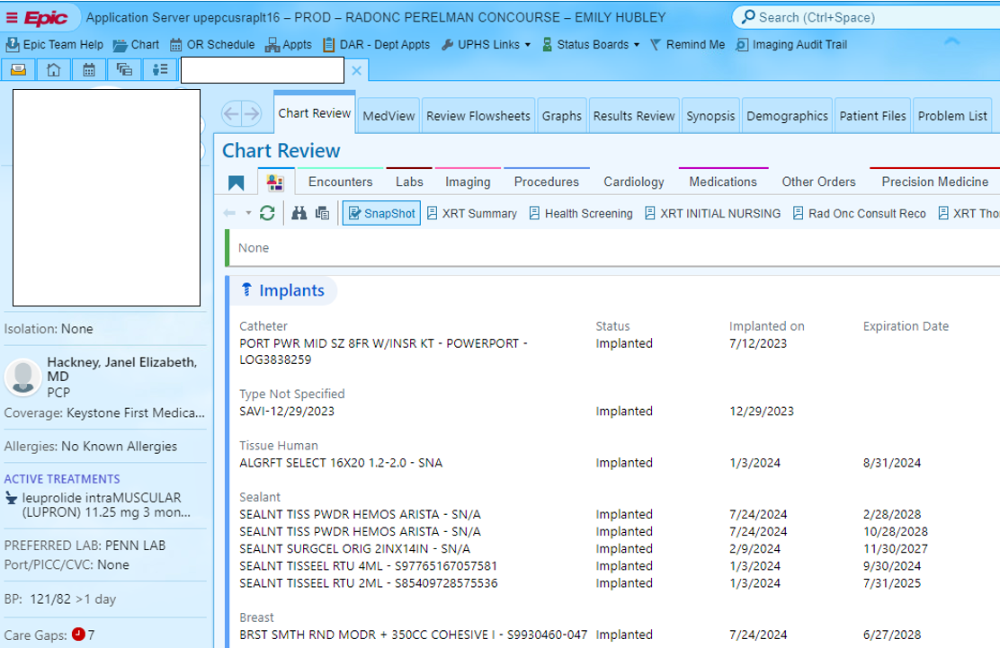 Epic Application Server upepcusraplt16 – PROD – RADONC PERELMAN CONCOURSE – EMILY HUBLEY Search (Ctrl+Space)
Epic Team Help Chart OR Schedule Appts DAR - Dept Appts UPHS Links Status Boards Remind Me Imaging Audit Trail
Chart Review MedView Review Flowsheets Graphs Results Review Synopsis Demographics Patient Files Problem List
Chart Review
Encounters Labs Imaging Procedures Cardiology Medications Other Orders Precision Medicine
SnapShot XRT Summary Health Screening XRT INITIAL NURSING Rad Onc Consult Reco XRT Tho
None
Implants
Catheter Status Implanted on Expiration Date
PORT PWR MID SZ 8FR W/INSR KT - POWERPORT - Implanted 7/12/2023
LOG3838259
Type Not Specified
SAVI-12/29/2023 Implanted 12/29/2023
Tissue Human
ALGRFT SELECT 16X20 1.2-2.0 - SNA Implanted 1/3/2024 8/31/2024
Sealant
SEALNT TISS PWDR HEMOS ARISTA - SN/A Implanted 7/24/2024 2/28/2028
SEALNT TISS PWDR HEMOS ARISTA - SN/A Implanted 7/24/2024 10/28/2028
SEALNT SURGCEL ORIG 2INX14IN - SN/A Implanted 2/9/2024 11/30/2027
SEALNT TISSEEL RTU 4ML - S97765167057581 Implanted 1/3/2024 9/30/2024
SEALNT TISSEEL RTU 2ML - S85409728575536 Implanted 1/3/2024 7/31/2025
Breast
BRST SMTH RND MODR + 350CC COHESIVE I - S9930460-047 Implanted 7/24/2024 6/27/2028
Isolation: None
Hackney, Janel Elizabeth,
MD
PCP
Coverage: Keystone First Medica...
Allergies: No Known Allergies
ACTIVE TREATMENTS
leuprolide intraMUSCULAR
(LUPRON) 11.25 mg 3 mon...
PREFERRED LAB: PENN LAB
Port/PICC/CVC: None
BP: 121/82 >1 day
Care Gaps: 7